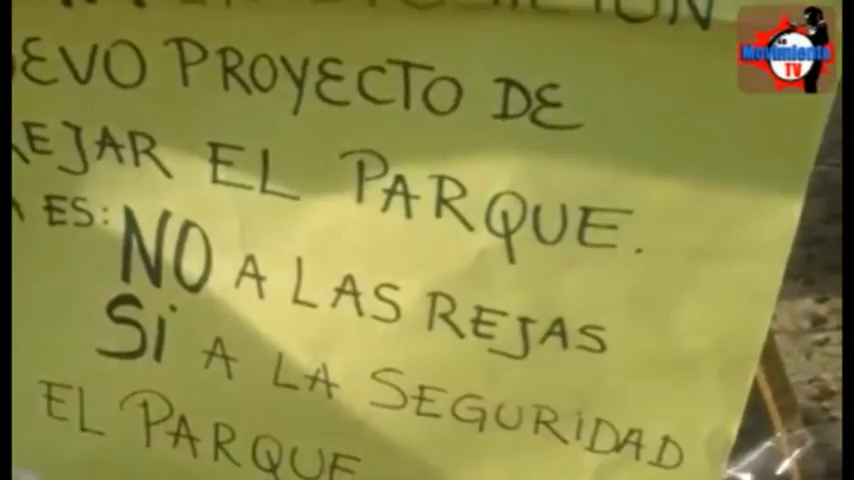 EVO PROYECTO DE
EJAR EL PARQUE.
ES:
NO A LAS REJAS
SI A LA SEGURIDAD
EL PARQUE
Movimiento
TV